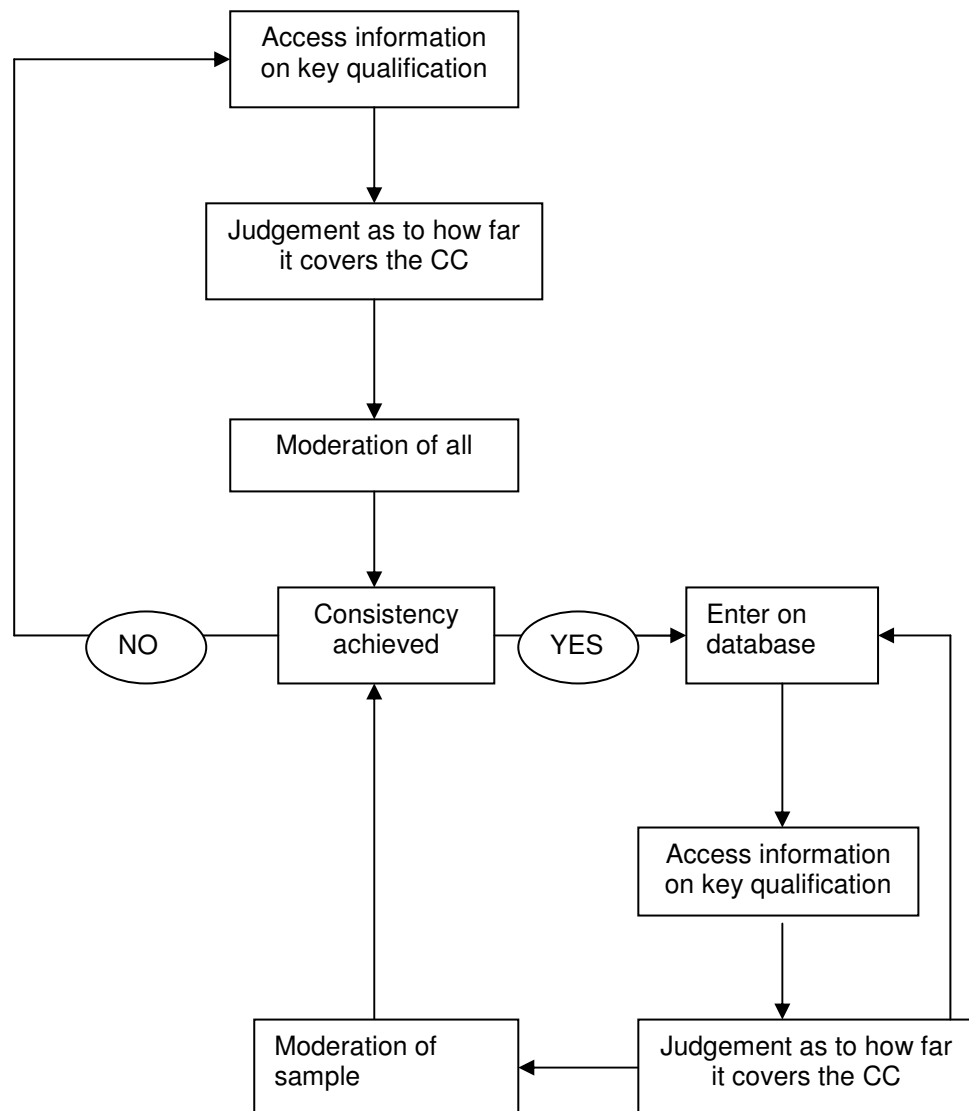 Access information
on key qualification
Judgement as to how far
it covers the CC
Moderation of all
Consistency
achieved
NO
YES
Enter on
database
Access information
on key qualification
Judgement as to how far
it covers the CC
Moderation of
sample